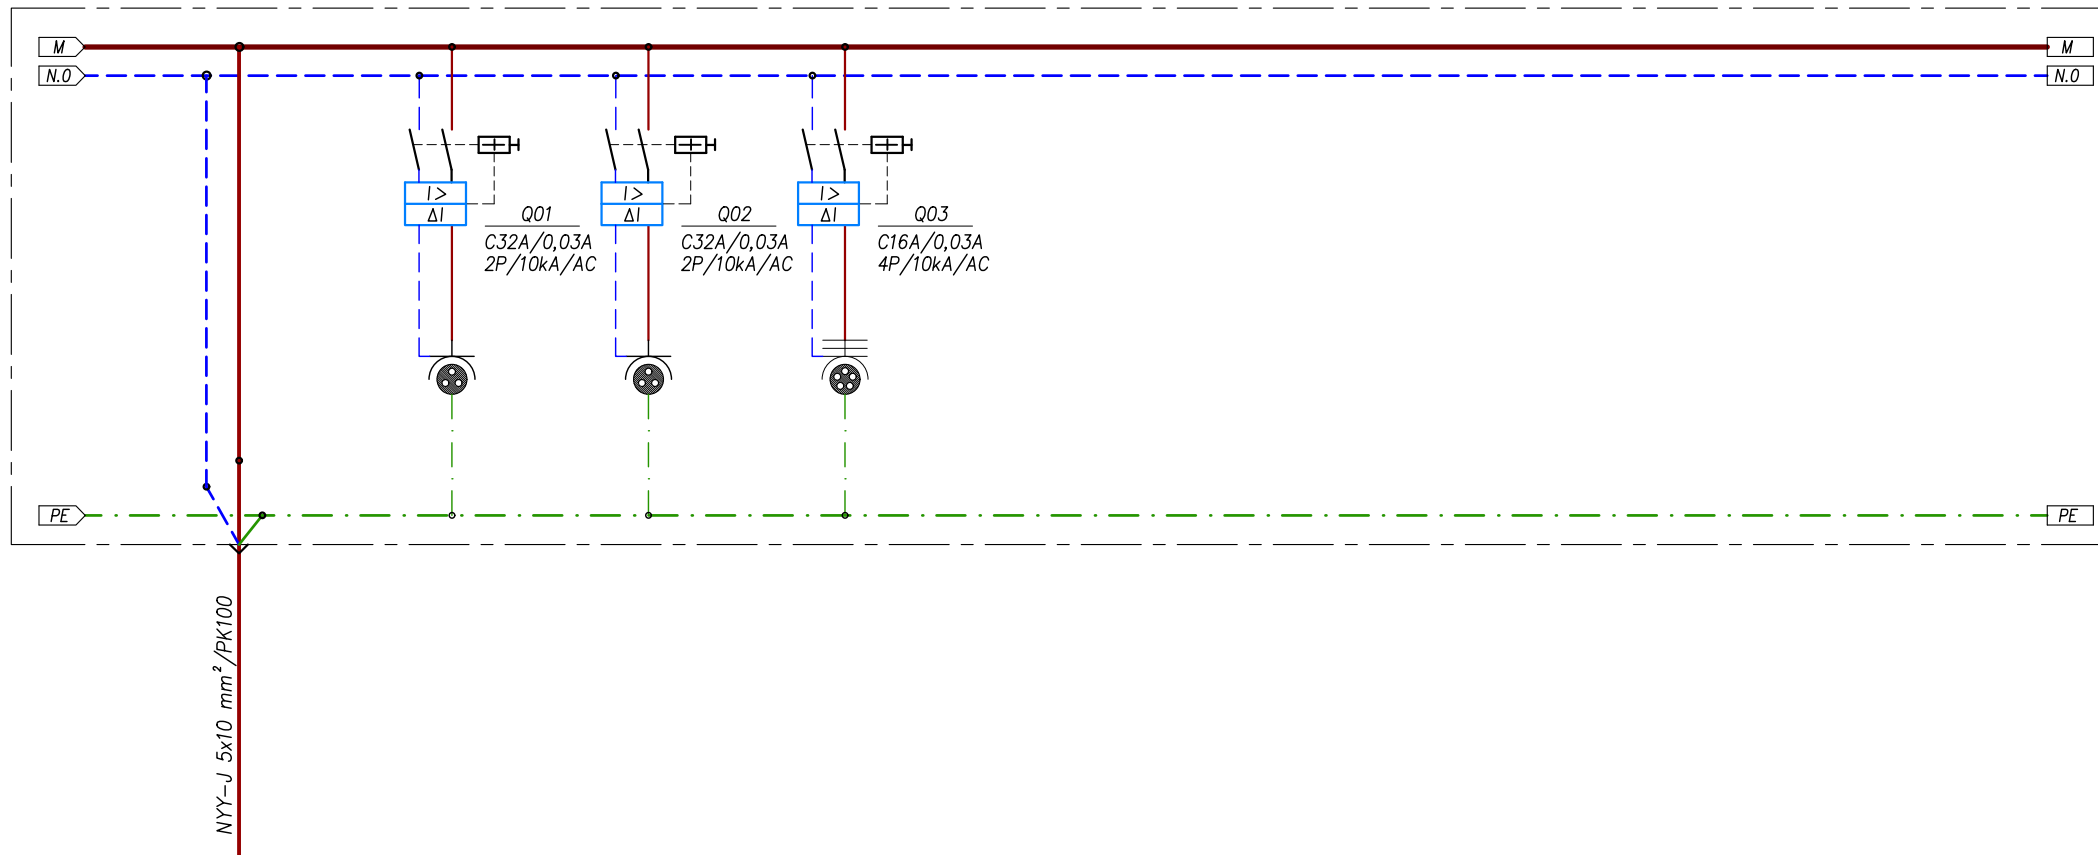 M
M
N.0
N.0
I>
ΔI
Q01
C32A/0,03A
2P/10kA/AC
I>
ΔI
Q02
C32A/0,03A
2P/10kA/AC
I>
ΔI
Q03
C16A/0,03A
4P/10kA/AC
PE
PE
NYY-J 5x10 mm²/PK100